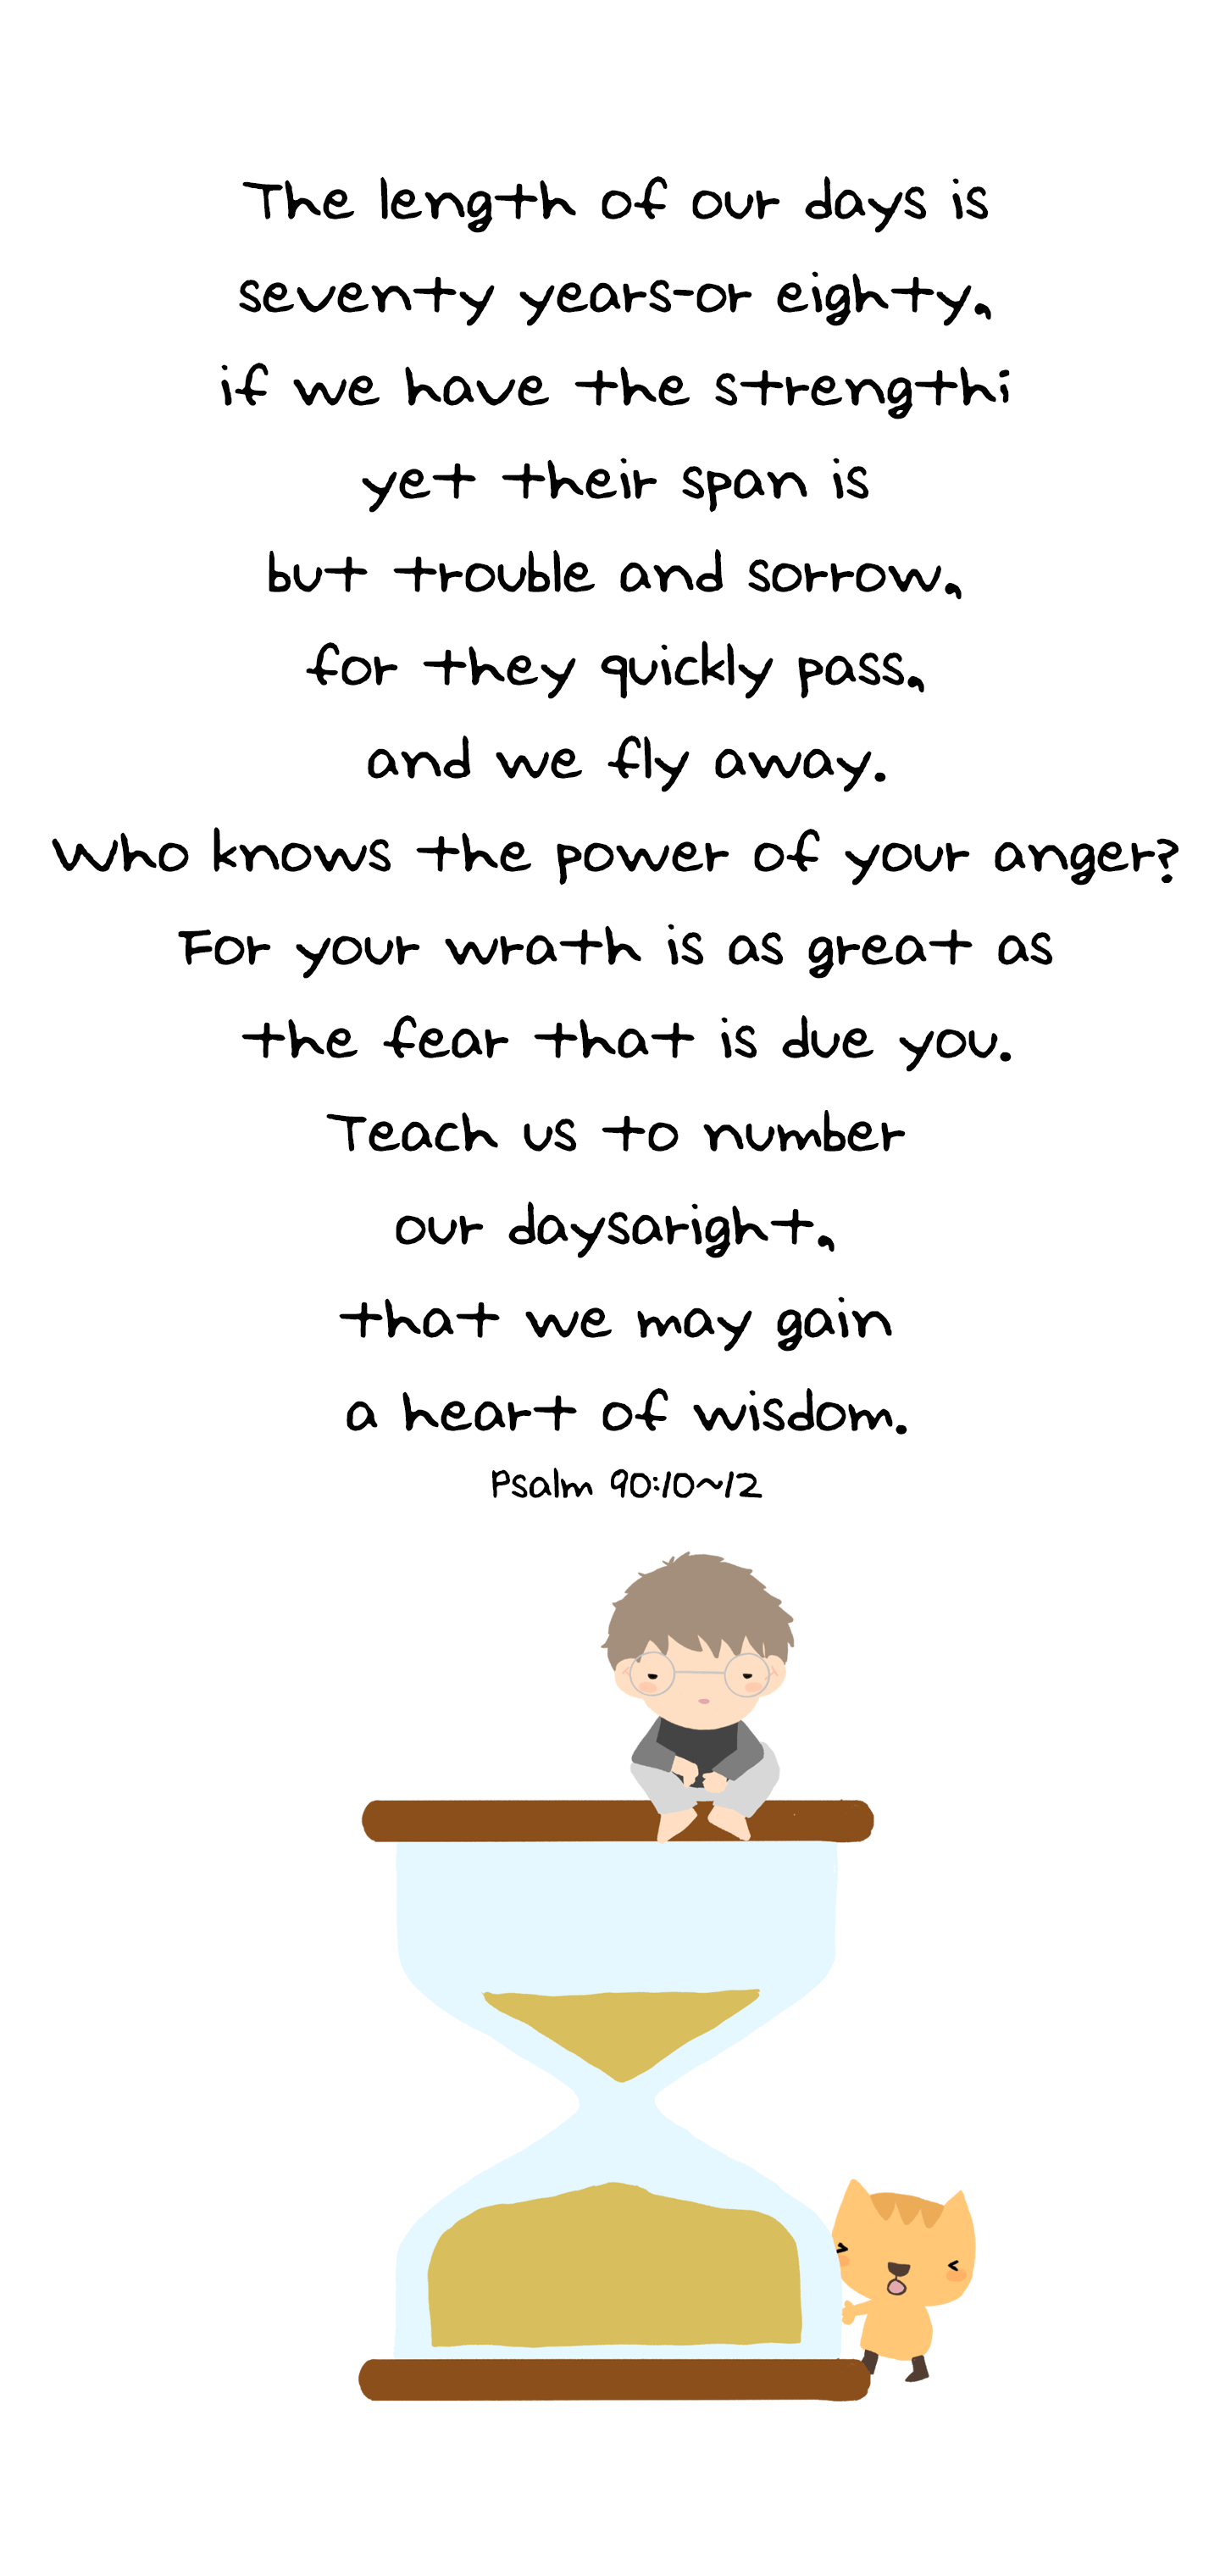 The length of our days is
seventy years-or eighty,
if we have the strengthi
yet their span is
but trouble and sorrow,
for they quickly pass,
and we fly away.
Who knows the power of your anger?
For your wrath is as great as
the fear that is due you.
Teach us to number
our daysaright,
that we may gain
a heart of wisdom.
Psalm 90:10~12